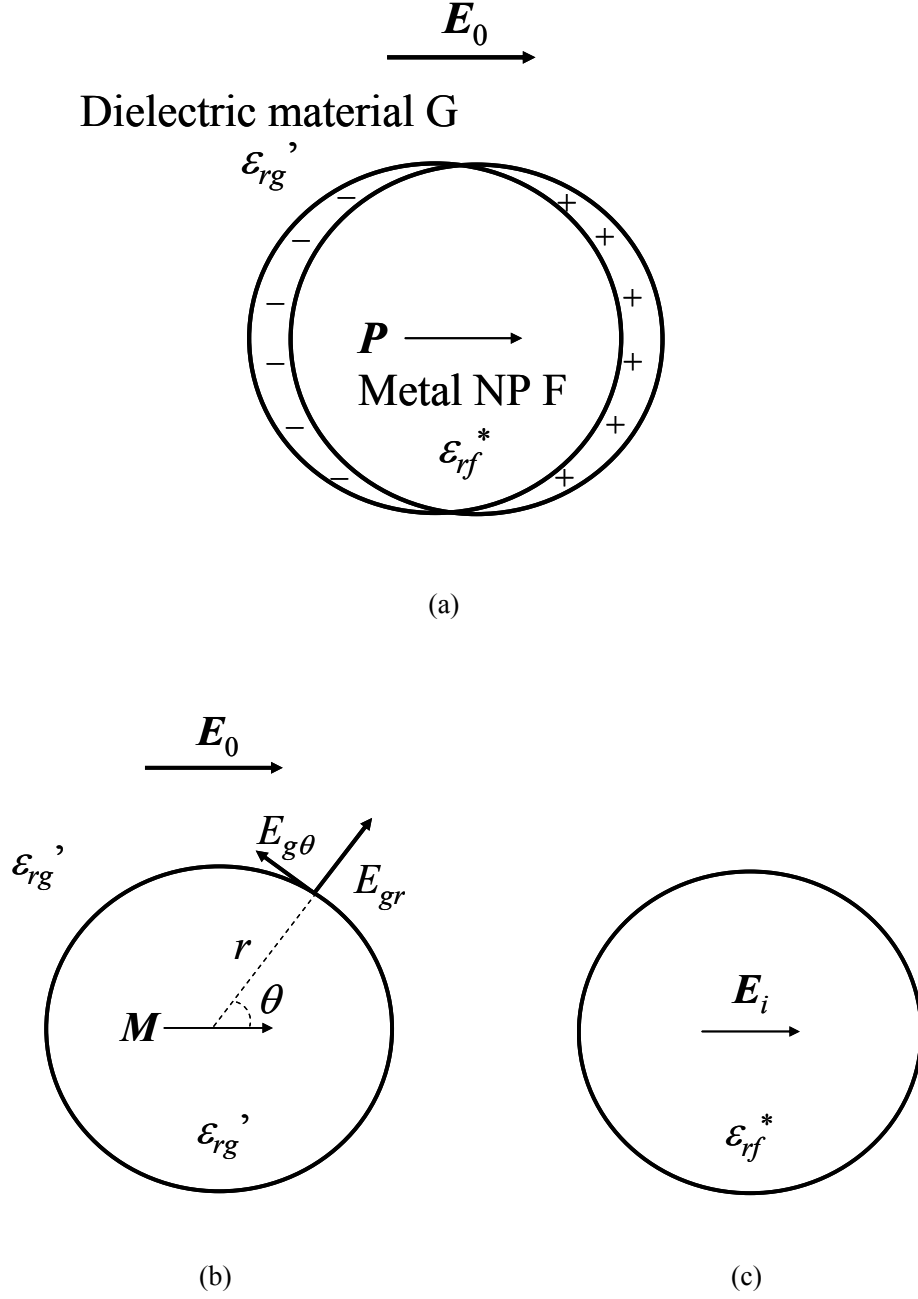 E₀
Dielectric material G
εrg’
− − − − − −
+ + + + + +
P
Metal NP F
εrf*
(a)
E₀
εrg’
Egθ
Egr
r
θ
M
εrg’
(b)
Ei
εrf*
(c)